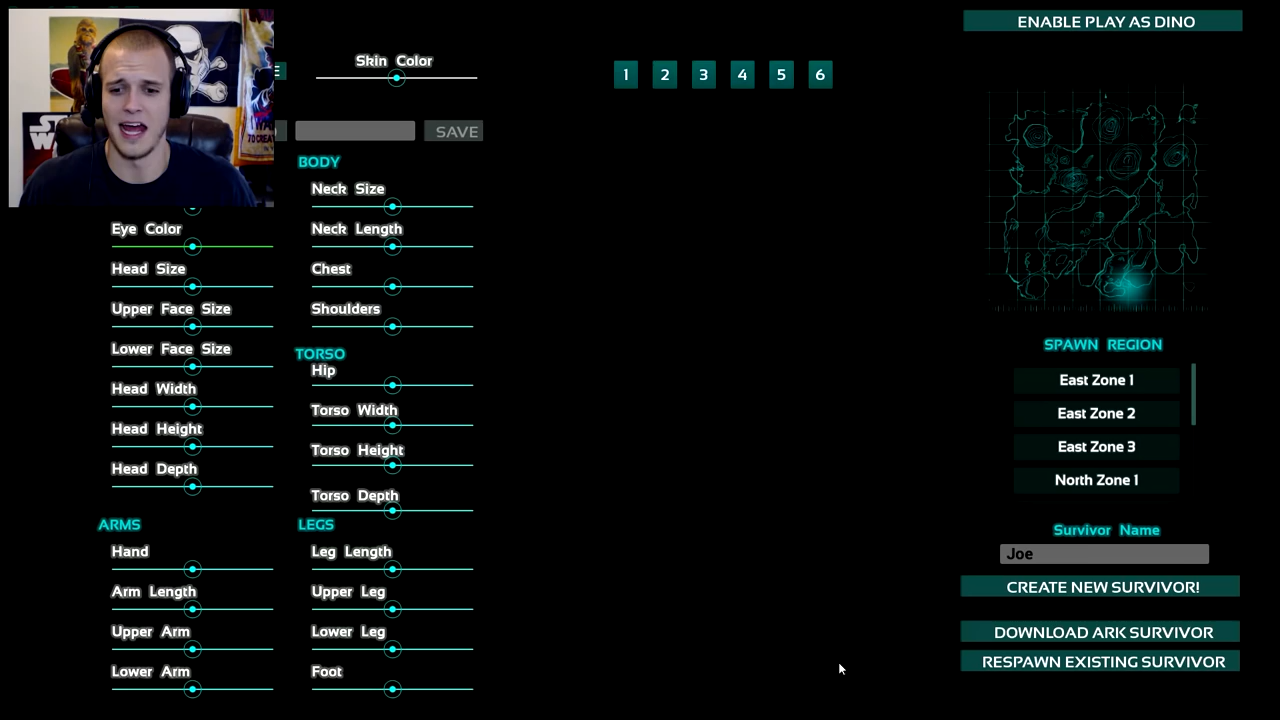 ENABLE PLAY AS DINO
Skin Color
1 2 3 4 5 6
SAVE
BODY
Neck Size
Eye Color
Neck Length
Head Size
Chest
Upper Face Size
Shoulders
Lower Face Size
TORSO
Hip
Head Width
Torso Width
Head Height
Torso Height
Head Depth
Torso Depth
ARMS
LEGS
Hand
Leg Length
Arm Length
Upper Leg
Upper Arm
Lower Leg
Lower Arm
Foot
SPAWN REGION
East Zone 1
East Zone 2
East Zone 3
North Zone 1
Survivor Name
Joe
CREATE NEW SURVIVOR!
DOWNLOAD ARK SURVIVOR
RESPAWN EXISTING SURVIVOR